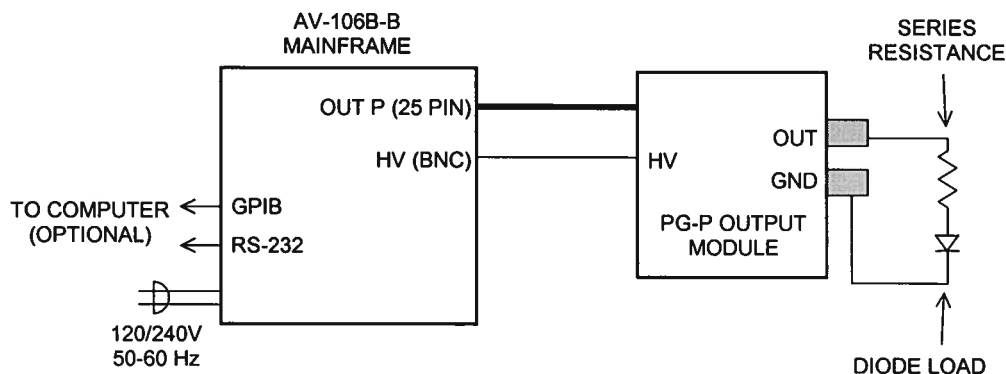 AV-106B-B
MAINFRAME
OUT P (25 PIN)
HV (BNC)
GPIB
RS-232
TO COMPUTER
(OPTIONAL)
120/240V
50-60 Hz
HV
OUT
GND
PG-P OUTPUT
MODULE
SERIES
RESISTANCE
DIODE LOAD